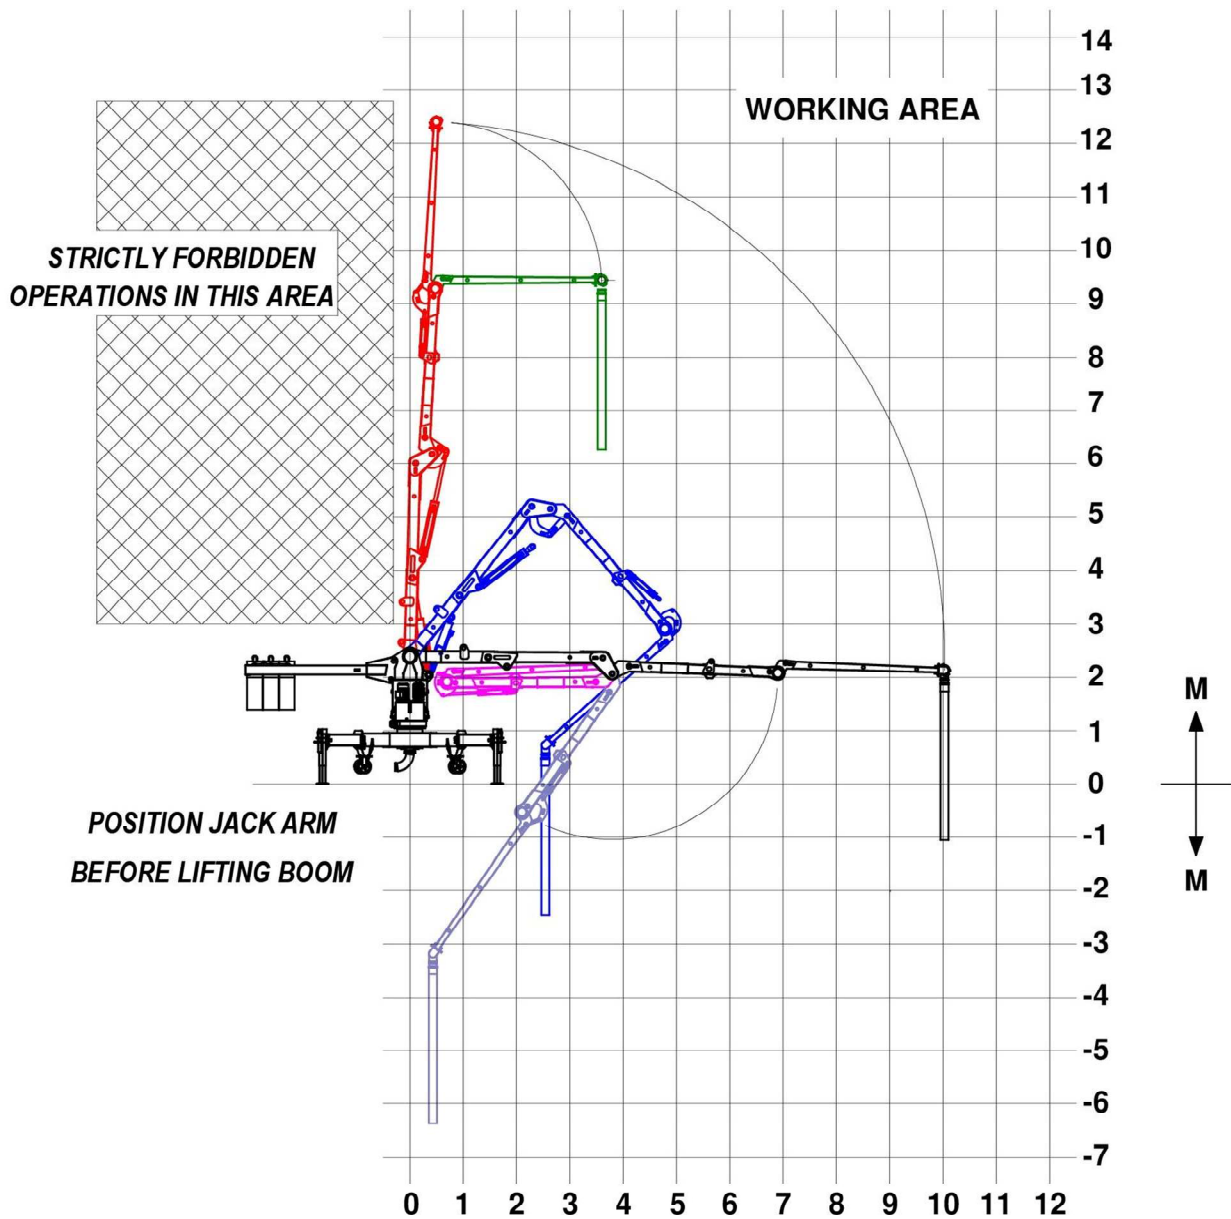 14
13
WORKING AREA
12
11
STRICTLY FORBIDDEN
OPERATIONS IN THIS AREA
10
9
8
7
6
5
4
3
2
M
1
0
POSITION JACK ARM
BEFORE LIFTING BOOM
-1
M
-2
-3
-4
-5
-6
-7
0 1 2 3 4 5 6 7 8 9 10 11 12